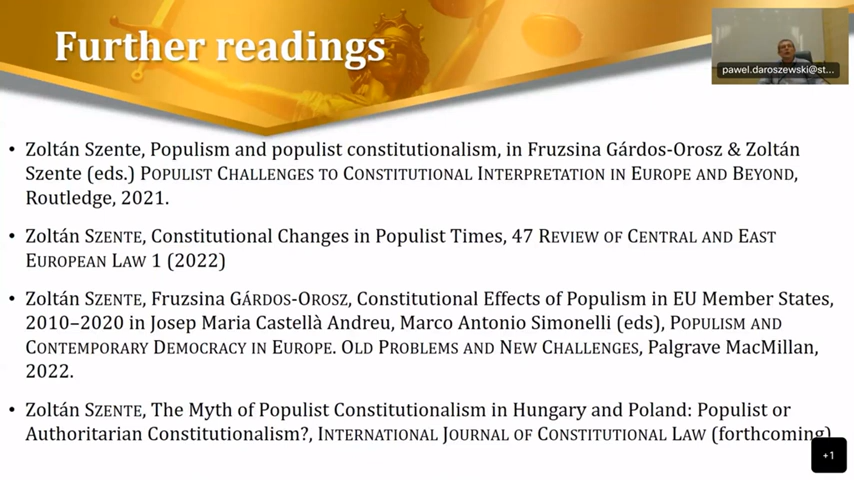 Further readings
pawel.daroszewski@st...
• Zoltán Szente, Populism and populist constitutionalism, in Fruzsina Gárdos-Orosz & Zoltán
Szente (eds.) POPULIST CHALLENGES TO CONSTITUTIONAL INTERPRETATION IN EUROPE AND BEYOND,
Routledge, 2021.
• Zoltán SZENTE, Constitutional Changes in Populist Times, 47 REVIEW OF CENTRAL AND EAST
EUROPEAN LAW 1 (2022)
• Zoltán SZENTE, Fruzsina GÁRDOS-OROSZ, Constitutional Effects of Populism in EU Member States,
2010–2020 in Josep Maria Castellà Andreu, Marco Antonio Simonelli (eds), POPULISM AND
CONTEMPORARY DEMOCRACY IN EUROPE. OLD PROBLEMS AND NEW CHALLENGES, Palgrave MacMillan,
2022.
• Zoltán SZENTE, The Myth of Populist Constitutionalism in Hungary and Poland: Populist or
Authoritarian Constitutionalism?, INTERNATIONAL JOURNAL OF CONSTITUTIONAL LAW (forthcoming)
+1